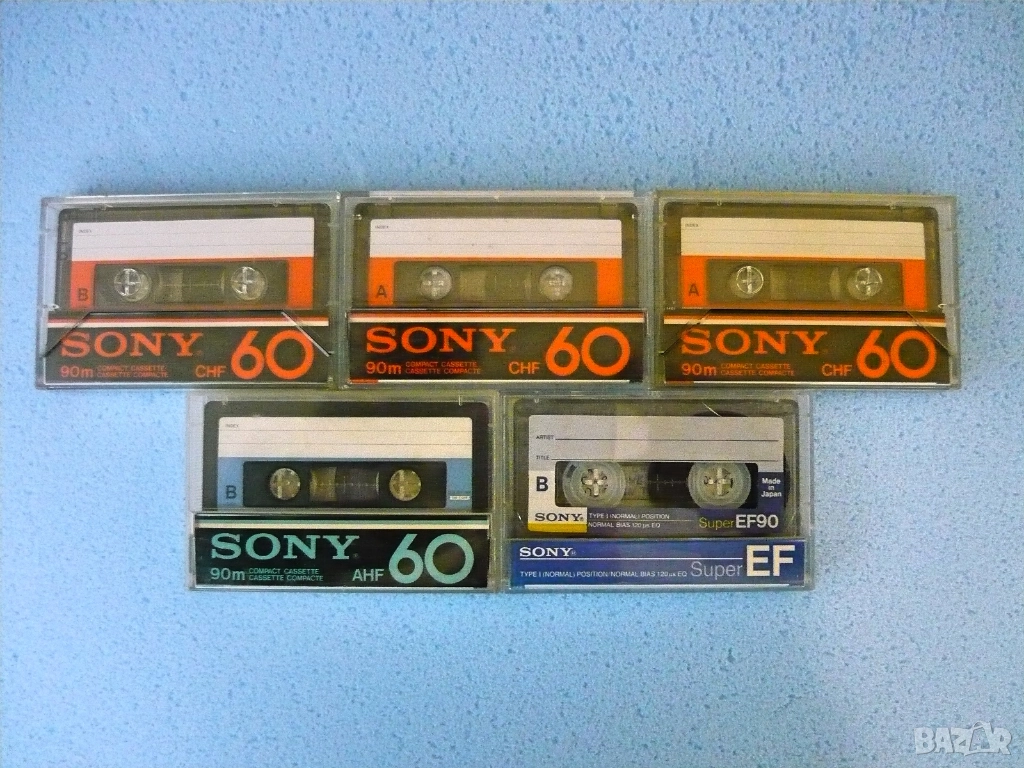 INDEX
B
SONY®
90m COMPACT CASSETTE
CASSETTE COMPACTE
CHF 60
INDEX
A
SONY®
90m COMPACT CASSETTE
CASSETTE COMPACTE
CHF 60
INDEX
A
SONY®
90m COMPACT CASSETTE
CASSETTE COMPACTE
CHF 60
INDEX
B
SONY®
90m COMPACT CASSETTE
CASSETTE COMPACTE
AHF 60
ARTIST
TITLE
B
Made
in
Japan
SONY®
TYPE I (NORMAL) POSITION
NORMAL BIAS 120 μs EQ
Super EF90
SONY®
TYPE I (NORMAL) POSITION/NORMAL BIAS 120 μs EQ
Super EF
BAZAR